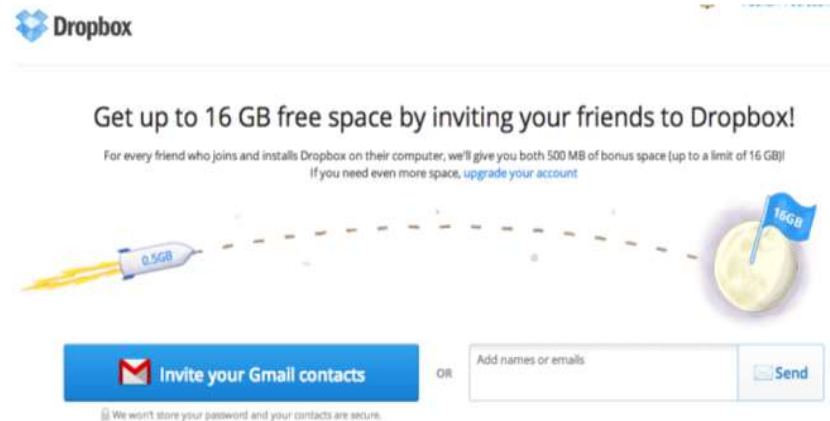 Dropbox
Get up to 16 GB free space by inviting your friends to Dropbox!
For every friend who joins and installs Dropbox on their computer, we'll give you both 500 MB of bonus space (up to a limit of 16 GB)!
If you need even more space, upgrade your account
16GB
0.5GB
Invite your Gmail contacts
OR
Add names or emails
Send
We won't store your password and your contacts are secure.